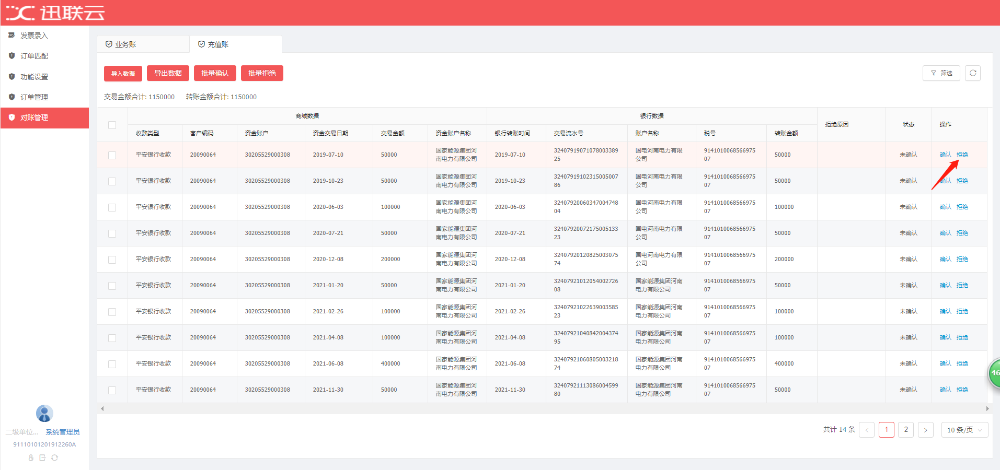 迅联云
发票录入
订单匹配
功能设置
订单管理
对账管理
业务账
充值账
导入数据 导出数据 批量确认 批量拒绝
筛选
交易金额合计: 1150000 转账金额合计: 1150000
商城数据 银行数据 拒绝原因 状态 操作
收款类型 客户编码 资金账户 资金交易日期 交易金额 资金账户名称 银行转账时间 交易流水号 账户名称 税号 转账金额
平安银行收款 20090064 30205529000308 2019-07-10 50000 国家能源集团河南电力有限公司 2019-07-10 3240791907107800338925 国电河南电力有限公司 914101006856697507 50000 未确认 确认 拒绝
平安银行收款 20090064 30205529000308 2019-10-23 50000 国家能源集团河南电力有限公司 2019-10-23 3240791910231500500786 国电河南电力有限公司 914101006856697507 50000 未确认 确认 拒绝
平安银行收款 20090064 30205529000308 2020-06-03 100000 国家能源集团河南电力有限公司 2020-06-03 3240792006034700474804 国电河南电力有限公司 914101006856697507 100000 未确认 确认 拒绝
平安银行收款 20090064 30205529000308 2020-07-21 50000 国家能源集团河南电力有限公司 2020-07-21 3240792007217500513323 国电河南电力有限公司 914101006856697507 50000 未确认 确认 拒绝
平安银行收款 20090064 30205529000308 2020-12-08 200000 国家能源集团河南电力有限公司 2020-12-08 3240792012082500307574 国电河南电力有限公司 914101006856697507 200000 未确认 确认 拒绝
平安银行收款 20090064 30205529000308 2021-01-20 50000 国家能源集团河南电力有限公司 2021-01-20 3240792101205400272608 国家能源集团河南电力有限公司 914101006856697507 50000 未确认 确认 拒绝
平安银行收款 20090064 30205529000308 2021-02-26 100000 国家能源集团河南电力有限公司 2021-02-26 3240792102263900358523 国家能源集团河南电力有限公司 914101006856697507 100000 未确认 确认 拒绝
平安银行收款 20090064 30205529000308 2021-04-08 100000 国家能源集团河南电力有限公司 2021-04-08 3240792104084200437495 国家能源集团河南电力有限公司 914101006856697507 100000 未确认 确认 拒绝
平安银行收款 20090064 30205529000308 2021-06-08 400000 国家能源集团河南电力有限公司 2021-06-08 3240792106080500321874 国家能源集团河南电力有限公司 914101006856697507 400000 未确认 确认 拒绝
平安银行收款 20090064 30205529000308 2021-11-30 50000 国家能源集团河南电力有限公司 2021-11-30 3240792111308600459980 国家能源集团河南电力有限公司 914101006856697507 50000 未确认 确认 拒绝
46
共计 14 条 < 1 2 > 10 条/页
二级单位... 系统管理员
91110101201912260A